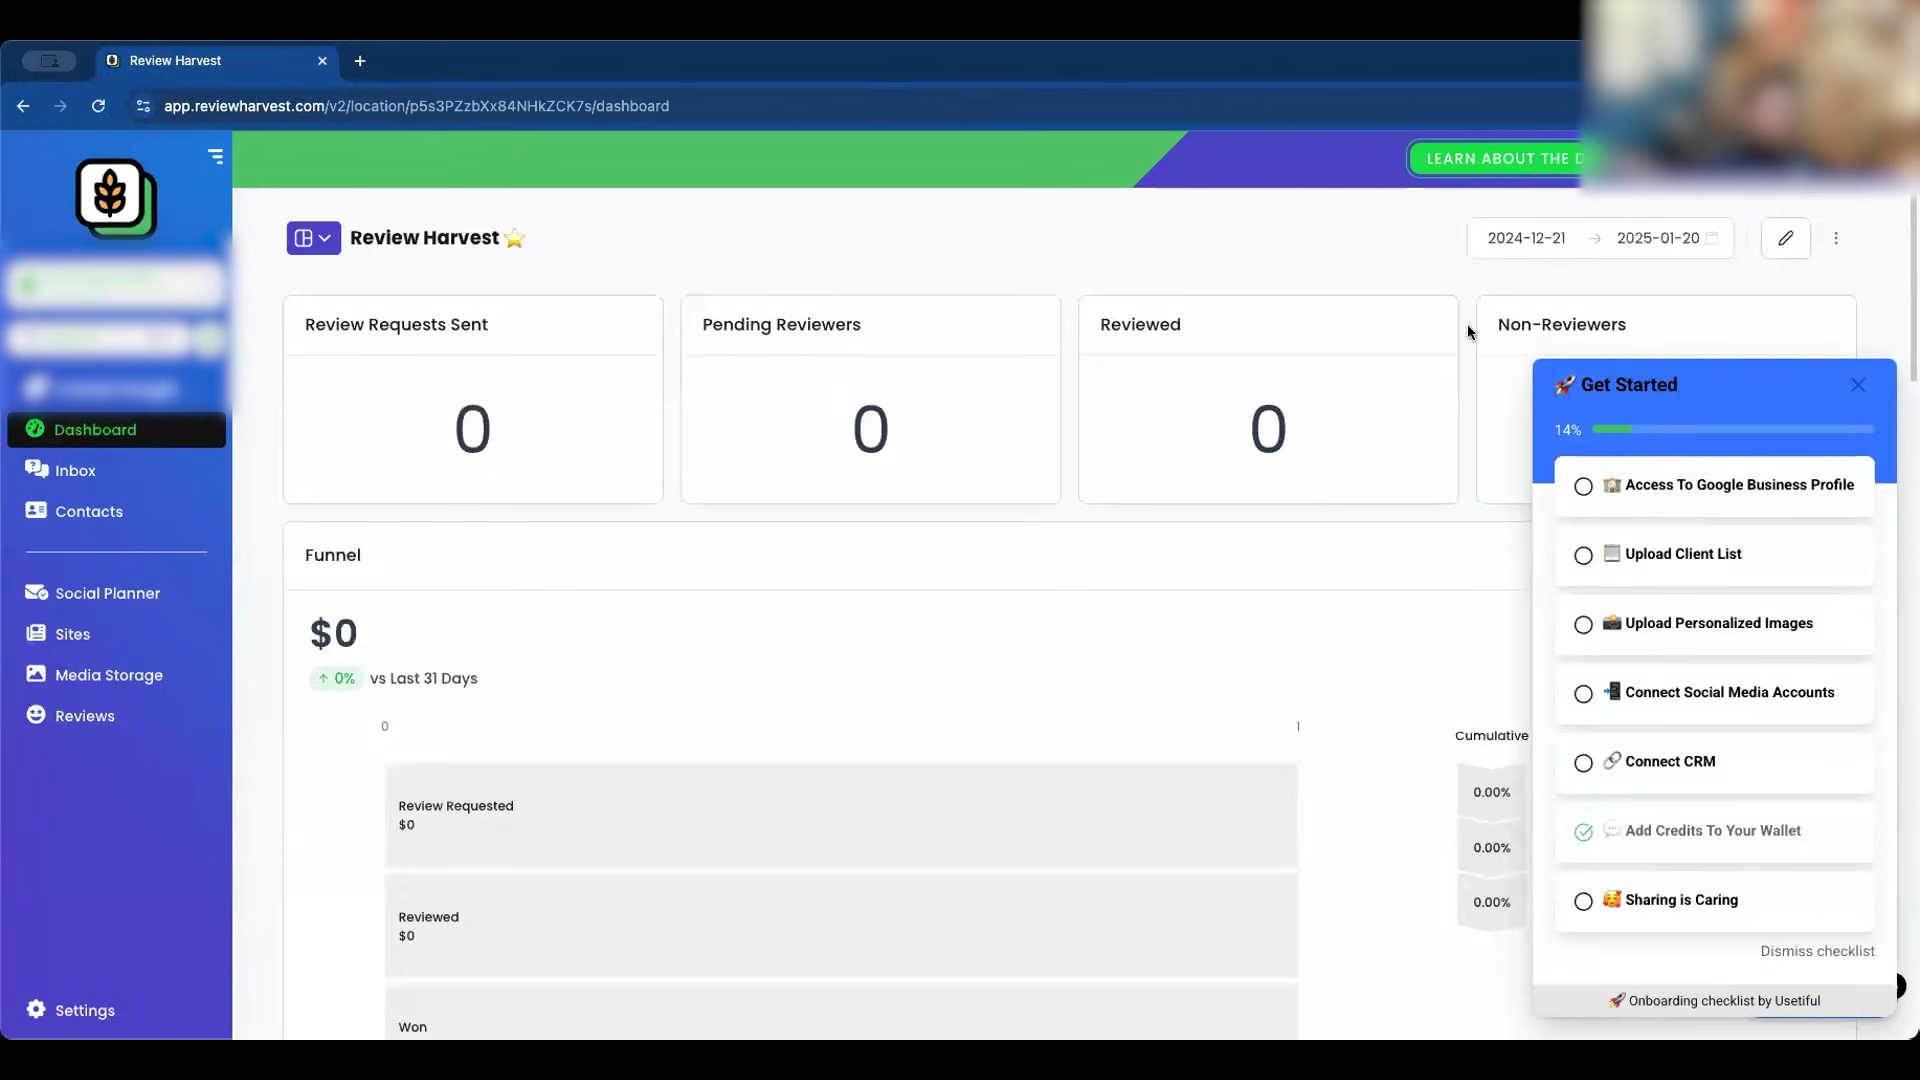 Review Harvest
app.reviewharvest.com/v2/location/p5s3PZzbXx84NHkZCK7s/dashboard
LEARN ABOUT THE D
Review Harvest ⭐
2024-12-21 → 2025-01-20
Review Requests Sent
0
Pending Reviewers
0
Reviewed
0
Non-Reviewers
Dashboard
Inbox
Contacts
Social Planner
Sites
Media Storage
Reviews
Settings
Funnel
$0
↑ 0% vs Last 31 Days
0
1
Cumulative
Review Requested
$0
0.00%
0.00%
Reviewed
$0
0.00%
Won
🚀 Get Started
14%
🏫 Access To Google Business Profile
📋 Upload Client List
📸 Upload Personalized Images
📲 Connect Social Media Accounts
🔗 Connect CRM
💬 Add Credits To Your Wallet
🥰 Sharing is Caring
Dismiss checklist
🚀 Onboarding checklist by Usetiful